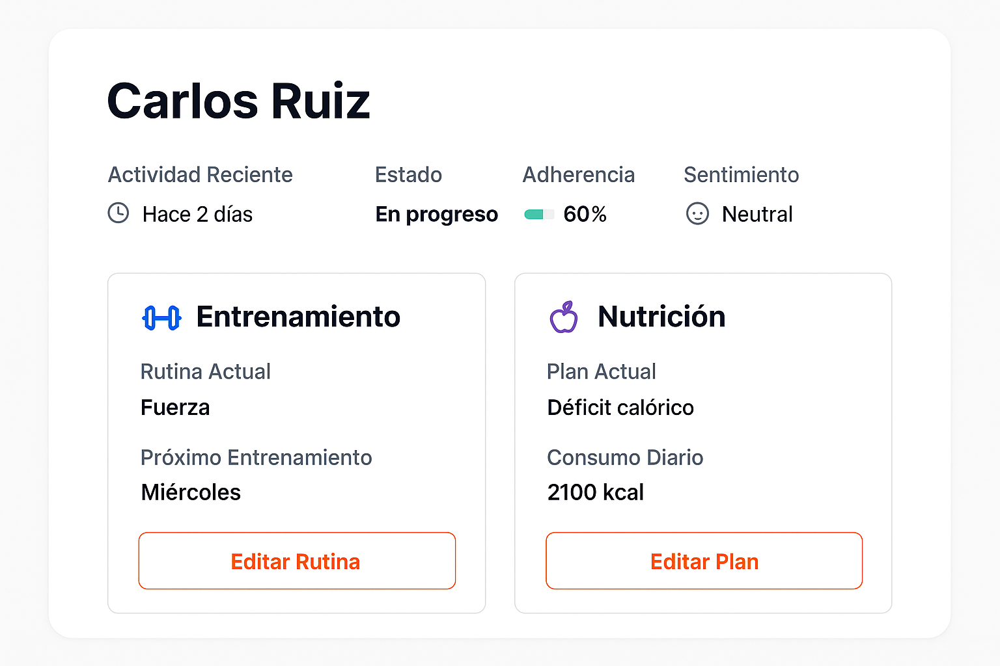 Carlos Ruiz
Actividad Reciente
Hace 2 días
Estado
En progreso
Adherencia
60%
Sentimiento
Neutral
Entrenamiento
Rutina Actual
Fuerza
Próximo Entrenamiento
Miércoles
Editar Rutina
Nutrición
Plan Actual
Déficit calórico
Consumo Diario
2100 kcal
Editar Plan